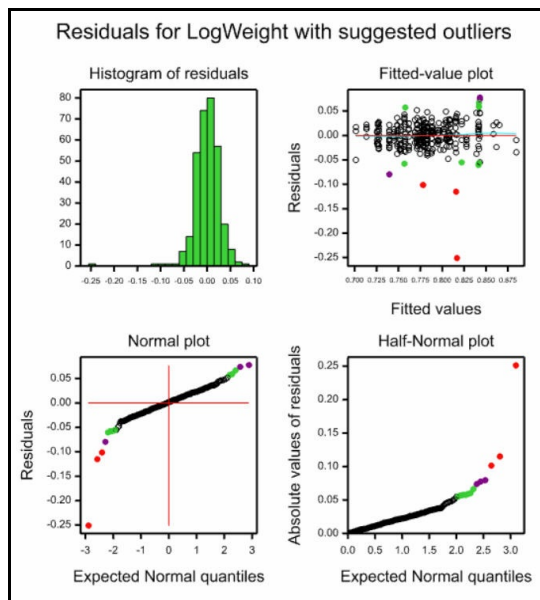 Residuals for LogWeight with suggested outliers
Histogram of residuals
80
70
60
50
40
30
20
10
0
-0.25 -0.20 -0.15 -0.10 -0.05 0.00 0.05 0.10
Fitted-value plot
Residuals
0.05
0.00
-0.05
-0.10
-0.15
-0.20
-0.25
0.700 0.725 0.750 0.775 0.800 0.825 0.850 0.875
Fitted values
Normal plot
Residuals
0.05
0.00
-0.05
-0.10
-0.15
-0.20
-0.25
-3 -2 -1 0 1 2 3
Expected Normal quantiles
Half-Normal plot
Absolute values of residuals
0.25
0.20
0.15
0.10
0.05
0.00
0.0 0.5 1.0 1.5 2.0 2.5 3.0
Expected Normal quantiles